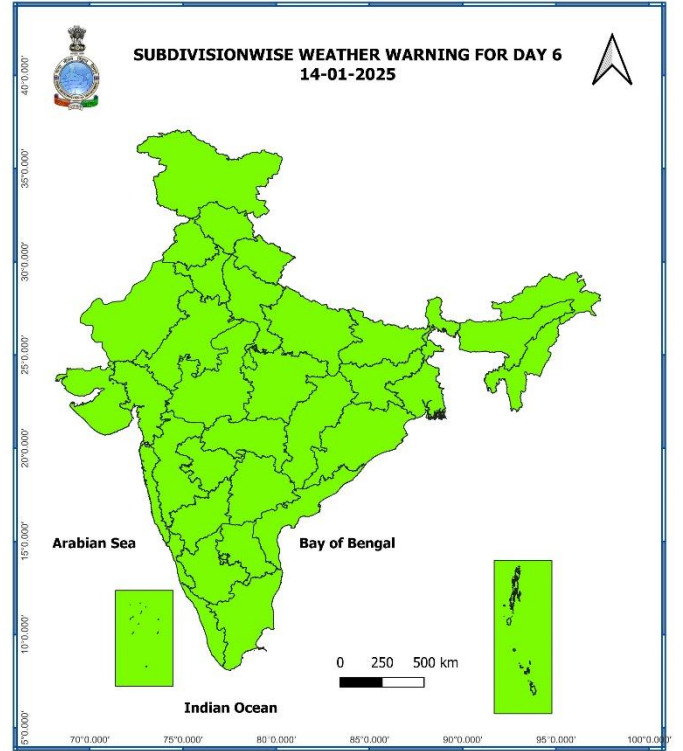 SUBDIVISIONWISE WEATHER WARNING FOR DAY 6
14-01-2025
40°0.000'
35°0.000'
30°0.000'
25°0.000'
20°0.000'
15°0.000'
10°0.000'
5°0.000'
Arabian Sea
Bay of Bengal
0 250 500 km
Indian Ocean
70°0.000' 75°0.000' 80°0.000' 85°0.000' 90°0.000' 95°0.000' 100°0.000'